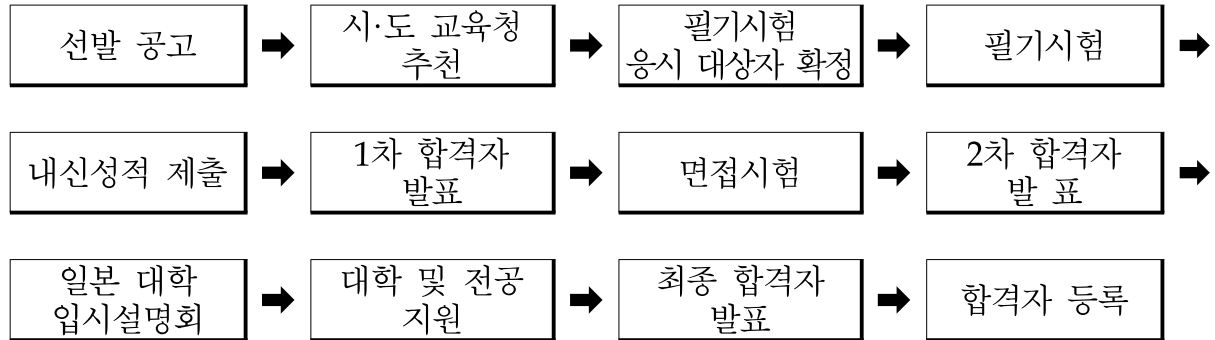 선발 공고 ➡ 시·도 교육청 추천 ➡ 필기시험 응시 대상자 확정 ➡ 필기시험 ➡
내신성적 제출 ➡ 1차 합격자 발표 ➡ 면접시험 ➡ 2차 합격자 발 표 ➡
일본 대학 입시설명회 ➡ 대학 및 전공 지원 ➡ 최종 합격자 발표 ➡ 합격자 등록